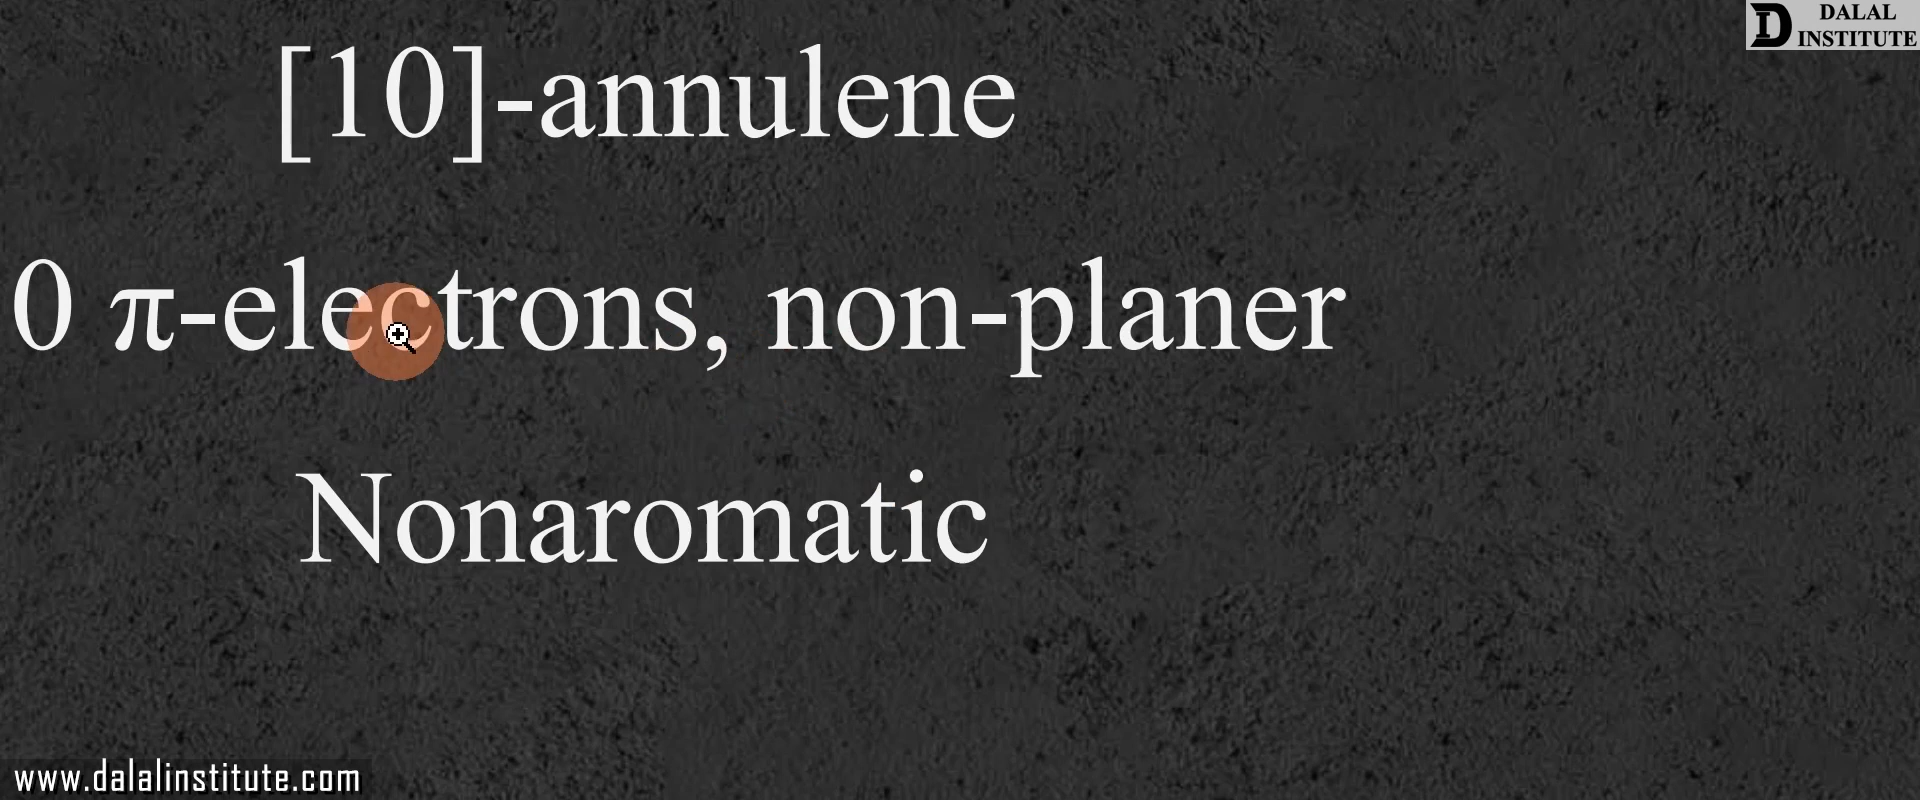 DALAL
INSTITUTE
[10]-annulene
0 π-electrons, non-planer
Nonaromatic
www.dalalinstitute.com